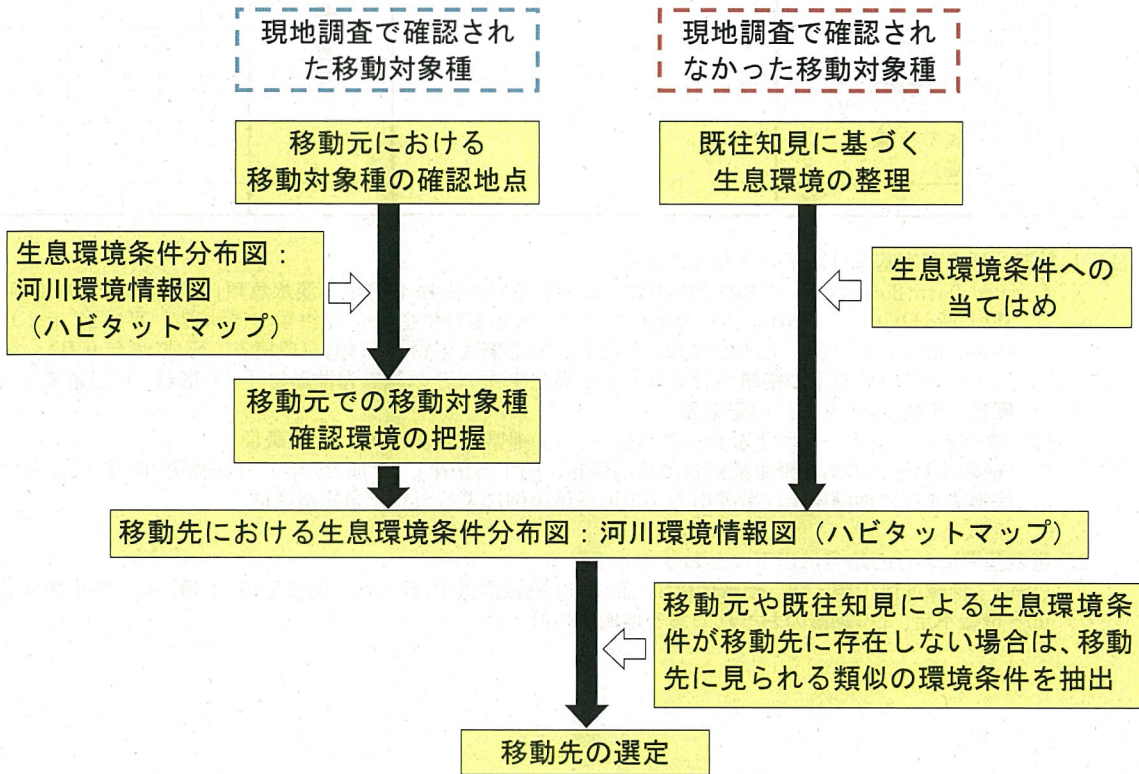 現地調査で確認され
た移動対象種
現地調査で確認され
なかった移動対象種
移動元における
移動対象種の確認地点
既往知見に基づく
生息環境の整理
生息環境条件分布図：
河川環境情報図
（ハビタットマップ）
生息環境条件への
当てはめ
移動元での移動対象種
確認環境の把握
移動先における生息環境条件分布図：河川環境情報図（ハビタットマップ）
移動元や既往知見による生息環境条
件が移動先に存在しない場合は、移動
先に見られる類似の環境条件を抽出
移動先の選定